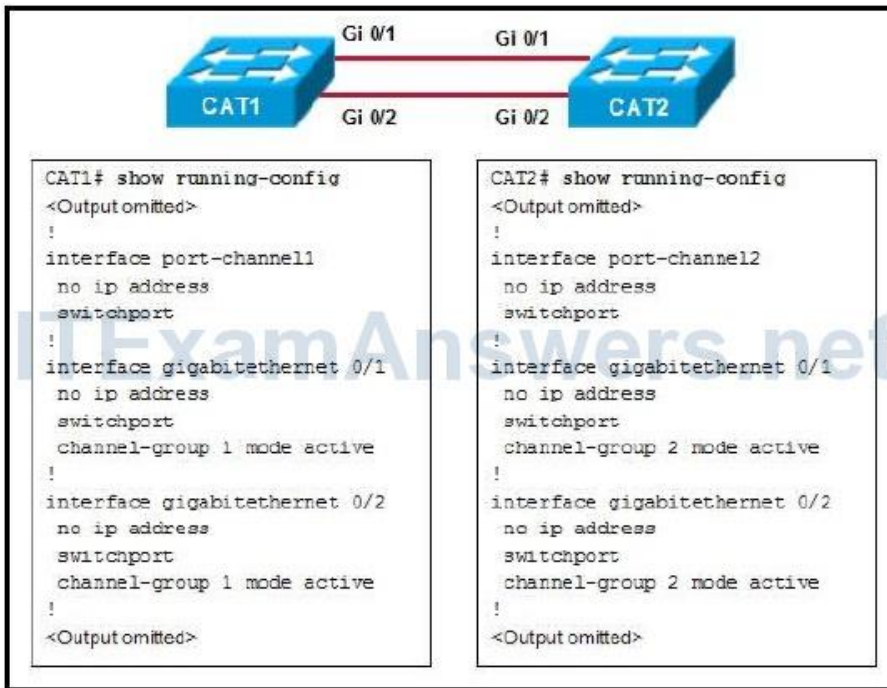 Gi 0/1
Gi 0/1
CAT1
CAT2
Gi 0/2
Gi 0/2
CAT1# show running-config
<Output omitted>
!
interface port-channel1
no ip address
switchport
!
interface gigabitethernet 0/1
no ip address
switchport
channel-group 1 mode active
!
interface gigabitethernet 0/2
no ip address
switchport
channel-group 1 mode active
!
<Output omitted>
CAT2# show running-config
<Output omitted>
!
interface port-channel2
no ip address
switchport
!
interface gigabitethernet 0/1
no ip address
switchport
channel-group 2 mode active
!
interface gigabitethernet 0/2
no ip address
switchport
channel-group 2 mode active
!
<Output omitted>
ITExamAnswers.net